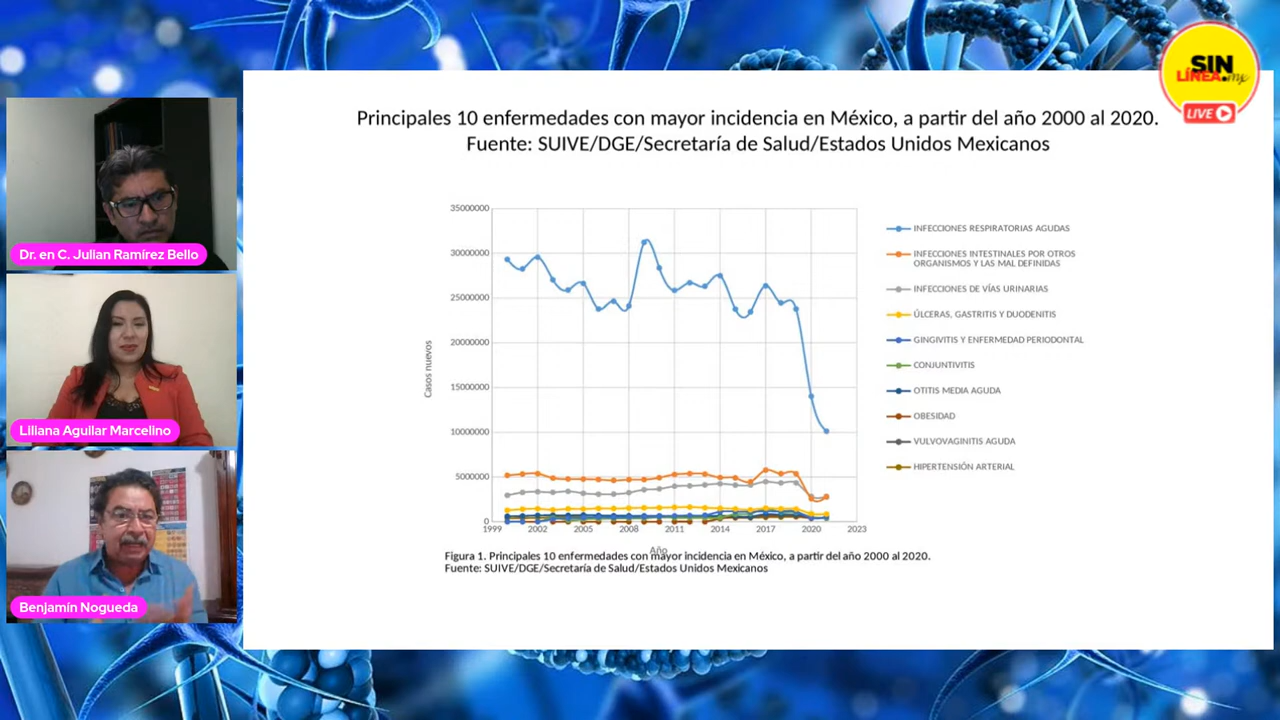 SIN
LÍNEA.mx
LIVE
Principales 10 enfermedades con mayor incidencia en México, a partir del año 2000 al 2020.
Fuente: SUIVE/DGE/Secretaría de Salud/Estados Unidos Mexicanos
Dr. en C. Julian Ramírez Bello
Liliana Aguilar Marcelino
Benjamín Nogueda
Casos nuevos
35000000
30000000
25000000
20000000
15000000
10000000
5000000
0
1999 2002 2005 2008 2011 2014 2017 2020 2023
Año
INFECCIONES RESPIRATORIAS AGUDAS
INFECCIONES INTESTINALES POR OTROS
ORGANISMOS Y LAS MAL DEFINIDAS
INFECCIONES DE VÍAS URINARIAS
ÚLCERAS, GASTRITIS Y DUODENITIS
GINGIVITIS Y ENFERMEDAD PERIODONTAL
CONJUNTIVITIS
OTITIS MEDIA AGUDA
OBESIDAD
VULVOVAGINITIS AGUDA
HIPERTENSIÓN ARTERIAL
Figura 1. Principales 10 enfermedades con mayor incidencia en México, a partir del año 2000 al 2020.
Fuente: SUIVE/DGE/Secretaría de Salud/Estados Unidos Mexicanos